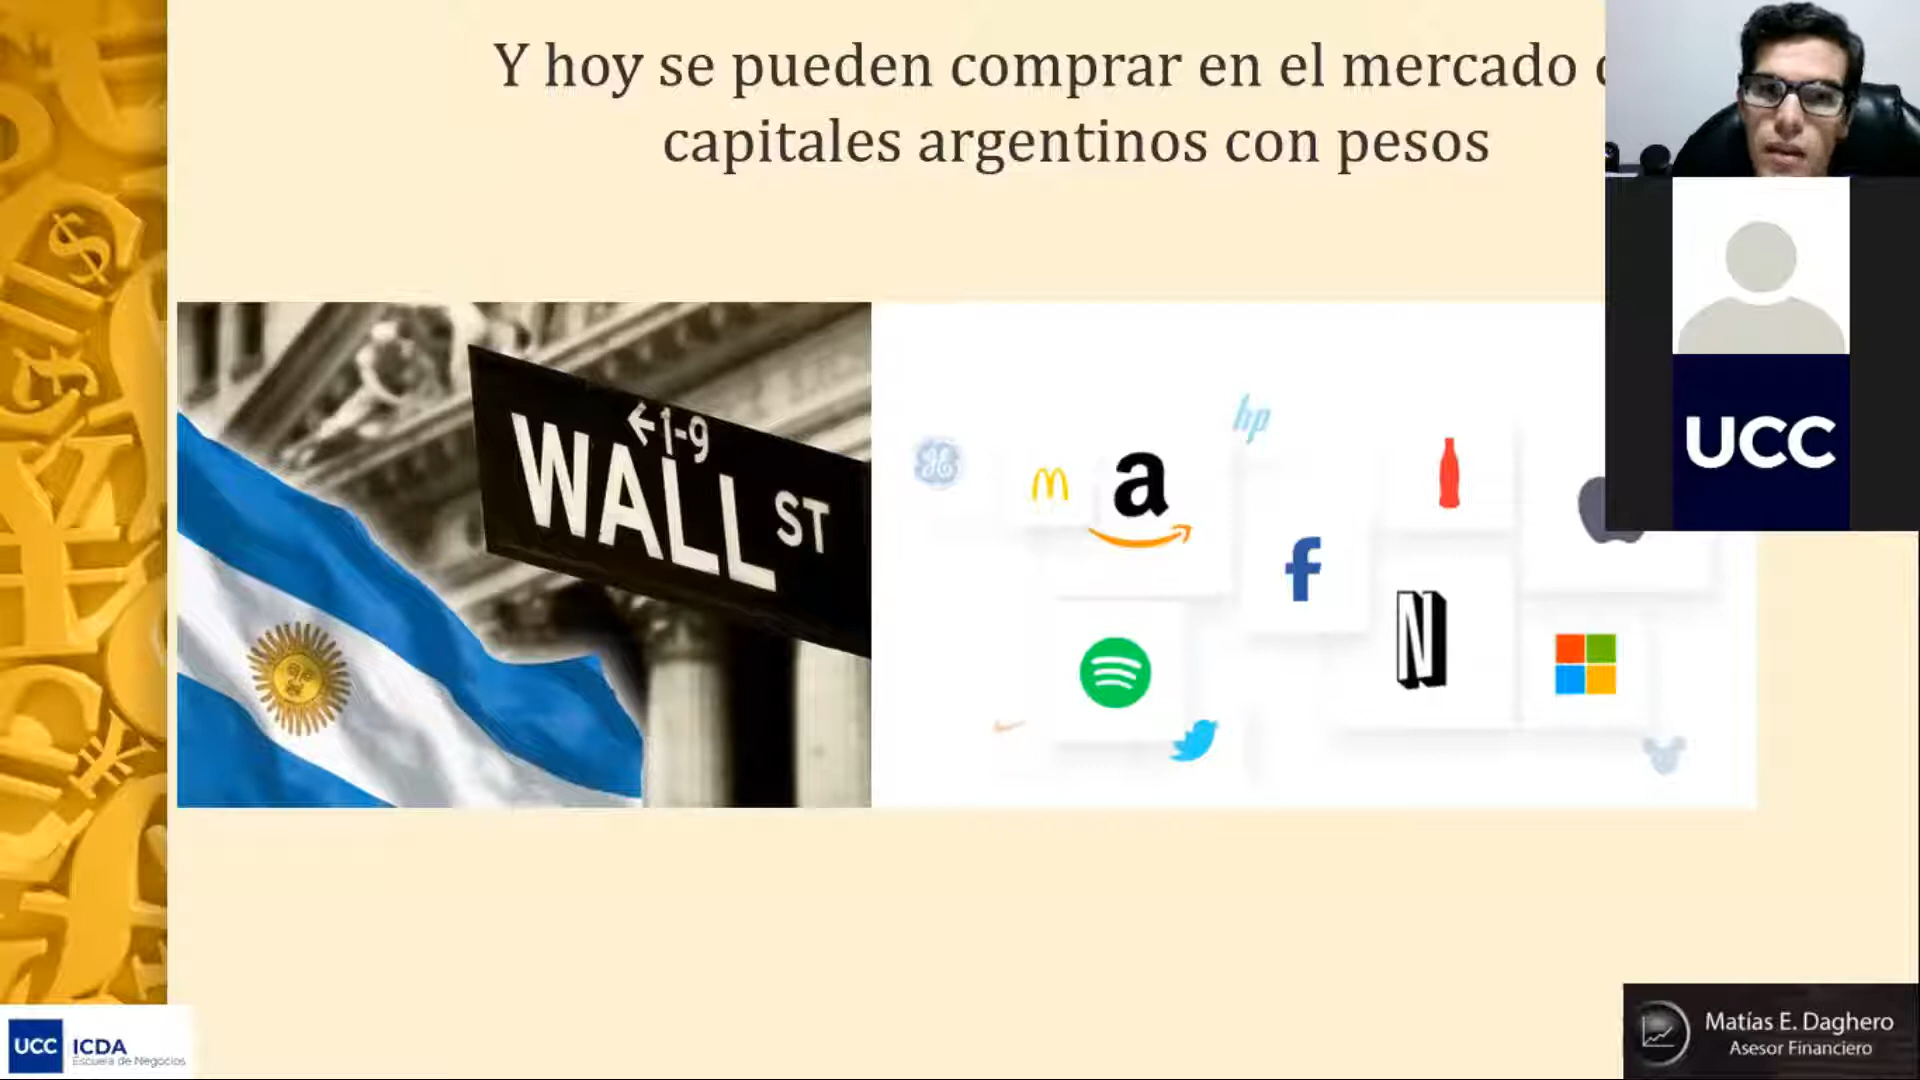 Y hoy se pueden comprar en el mercado
capitales argentinos con pesos
←1-9
WALL ST
hp
a
f
N
UCC
UCC ICDA
Escuela de Negocios
Matías E. Daghero
Asesor Financiero